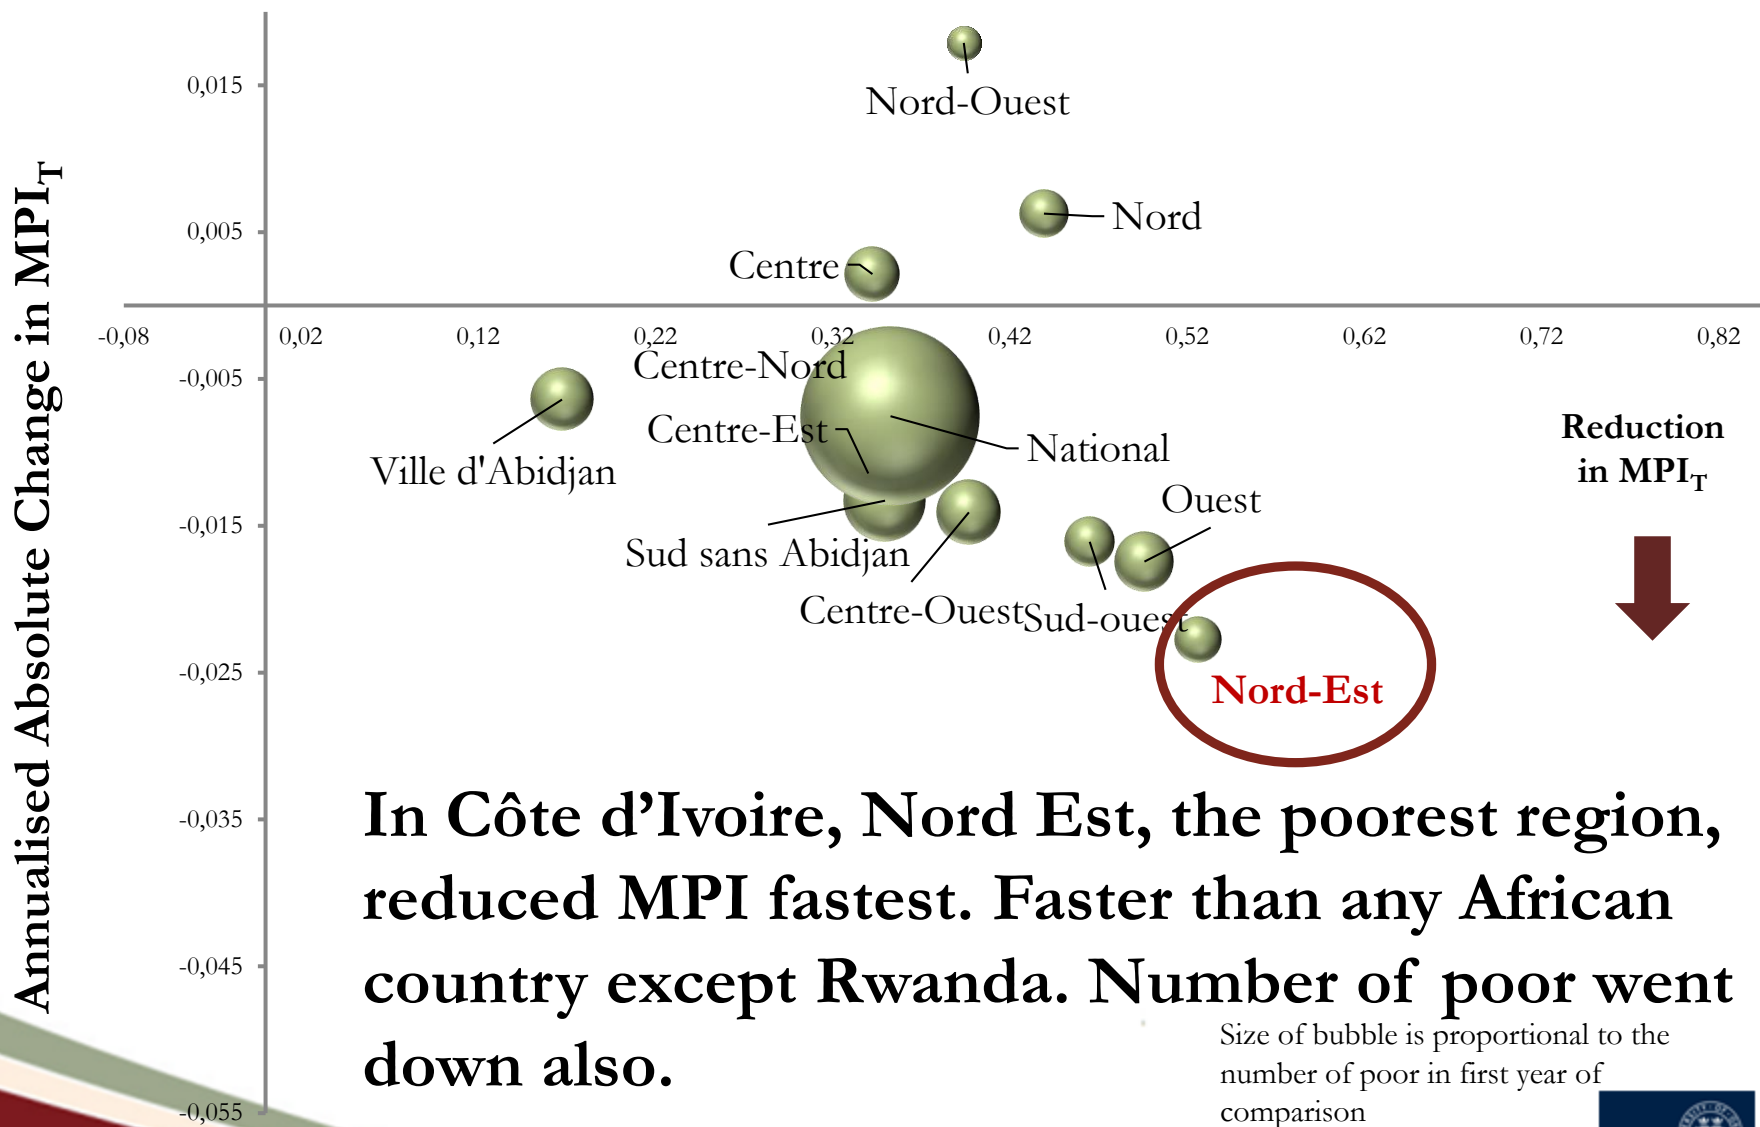 Annualised Absolute Change in MPI_T
0,015
0,005
-0,005
-0,015
-0,025
-0,035
-0,045
-0,055
-0,08
0,02
0,12
0,22
0,32
0,42
0,52
0,62
0,72
0,82
Nord-Ouest
Nord
Centre
Centre-Nord
Centre-Est
National
Ville d'Abidjan
Ouest
Sud sans Abidjan
Centre-Ouest
Sud-ouest
Nord-Est
Reduction
in MPI_T
In Côte d’Ivoire, Nord Est, the poorest region,
reduced MPI fastest. Faster than any African
country except Rwanda. Number of poor went
down also.
Size of bubble is proportional to the
number of poor in first year of
comparison